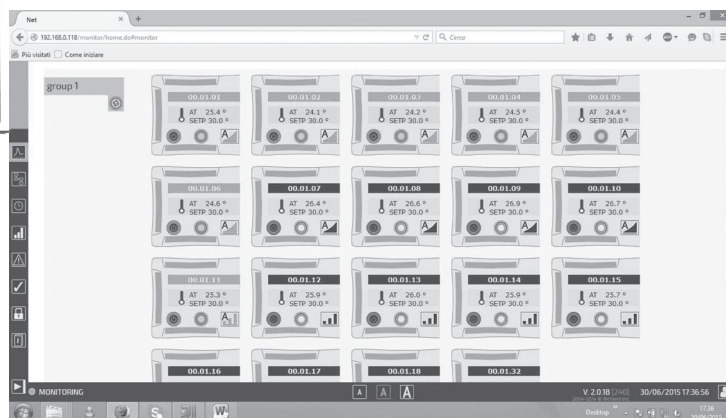 Net
192.168.0.118/monitor/home.do#monitor
Cerca
Più visitati Come iniziare
group 1
00.01.01
AT 25.4 °
SETP 30.0 °
00.01.02
AT 24.1 °
SETP 30.0 °
00.01.03
AT 24.2 °
SETP 30.0 °
00.01.04
AT 24.5 °
SETP 30.0 °
00.01.05
AT 24.4 °
SETP 30.0 °
00.01.06
AT 24.6 °
SETP 30.0 °
00.01.07
AT 26.4 °
SETP 30.0 °
00.01.08
AT 26.6 °
SETP 30.0 °
00.01.09
AT 26.9 °
SETP 30.0 °
00.01.10
AT 26.7 °
SETP 30.0 °
00.01.11
AT 25.3 °
SETP 30.0 °
00.01.12
AT 25.9 °
SETP 30.0 °
00.01.13
AT 26.0 °
SETP 30.0 °
00.01.14
AT 25.9 °
SETP 30.0 °
00.01.15
AT 25.7 °
SETP 30.0 °
00.01.16
00.01.17
00.01.18
00.01.32
MONITORING
A A A
V. 2.0.18 [240]
30/06/2015 17:36:56
Desktop
17.36
30/06/2015